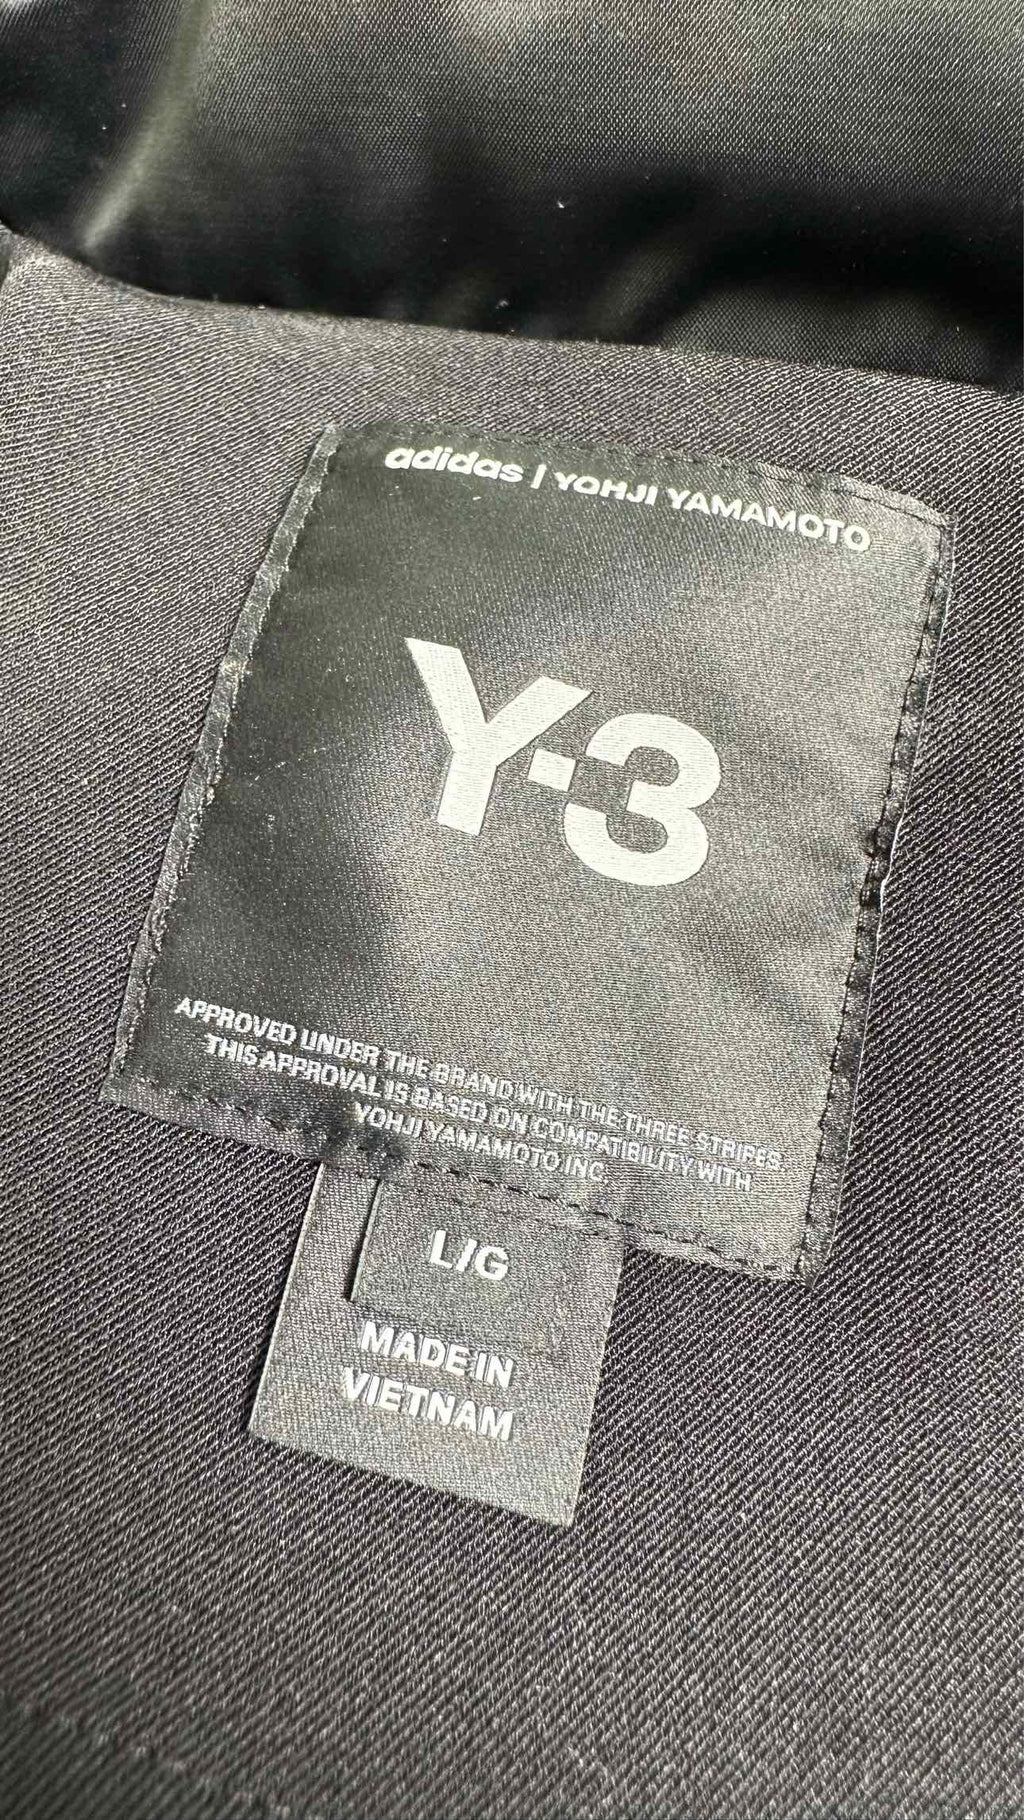 adidas | YOHJI YAMAMOTO
Y-3
APPROVED UNDER THE BRAND WITH THE THREE STRIPES.
THIS APPROVAL IS BASED ON COMPATIBILITY WITH
YOHJI YAMAMOTO INC.
L/G
MADE IN
VIETNAM